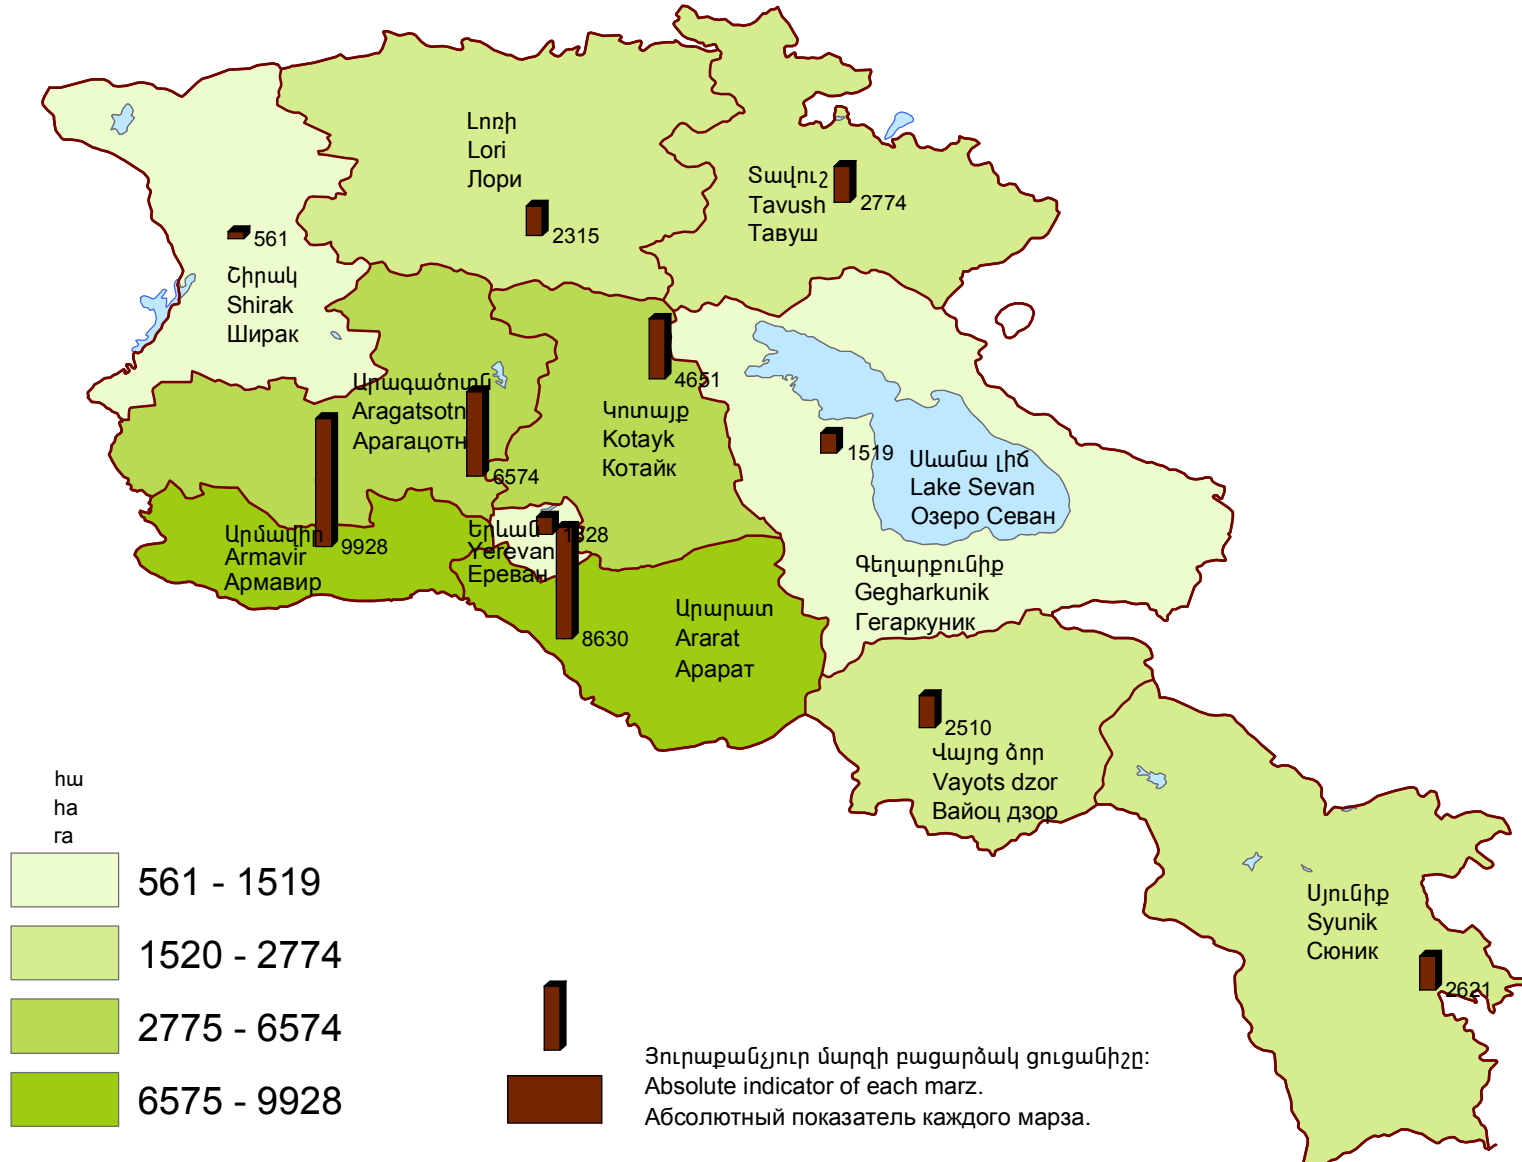 Լոռի
Lori
Лори
2315
Տավուշ
Tavush
Тавуш
2774
561
Շիրակ
Shirak
Ширак
Արագածոտն
Aragatsotn
Арагацотн
6574
4651
Կոտայք
Kotayk
Котайк
1519
Սևանա լիճ
Lake Sevan
Озеро Севан
Արմավիր
Armavir
Армавир
9928
Երևան
Yerevan
Ереван
8630
Արարատ
Ararat
Арарат
Գեղարքունիք
Gegharkunik
Гегаркуник
2510
Վայոց ձոր
Vayots dzor
Вайоц дзор
Սյունիք
Syunik
Сюник
2621
հա
ha
га
561 - 1519
1520 - 2774
2775 - 6574
6575 - 9928
Յուրաքանչյուր մարզի բացարձակ ցուցանիշը:
Absolute indicator of each marz.
Абсолютный показатель каждого марза.